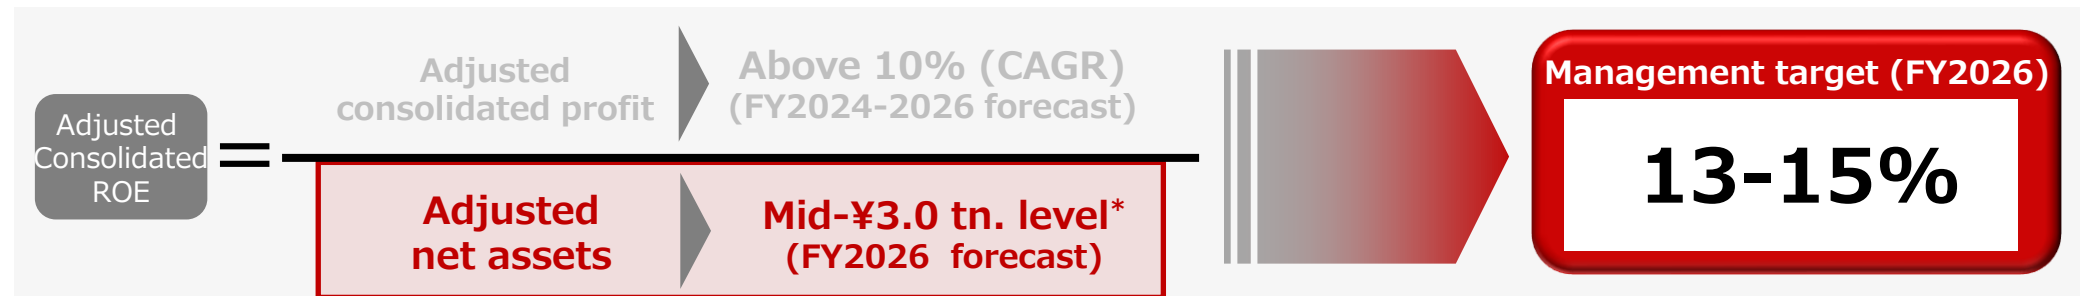 Adjusted
Consolidated
ROE
=
Adjusted
consolidated profit
Above 10% (CAGR)
(FY2024-2026 forecast)
Adjusted
net assets
Mid-¥3.0 tn. level*
(FY2026 forecast)
Management target (FY2026)
13-15%